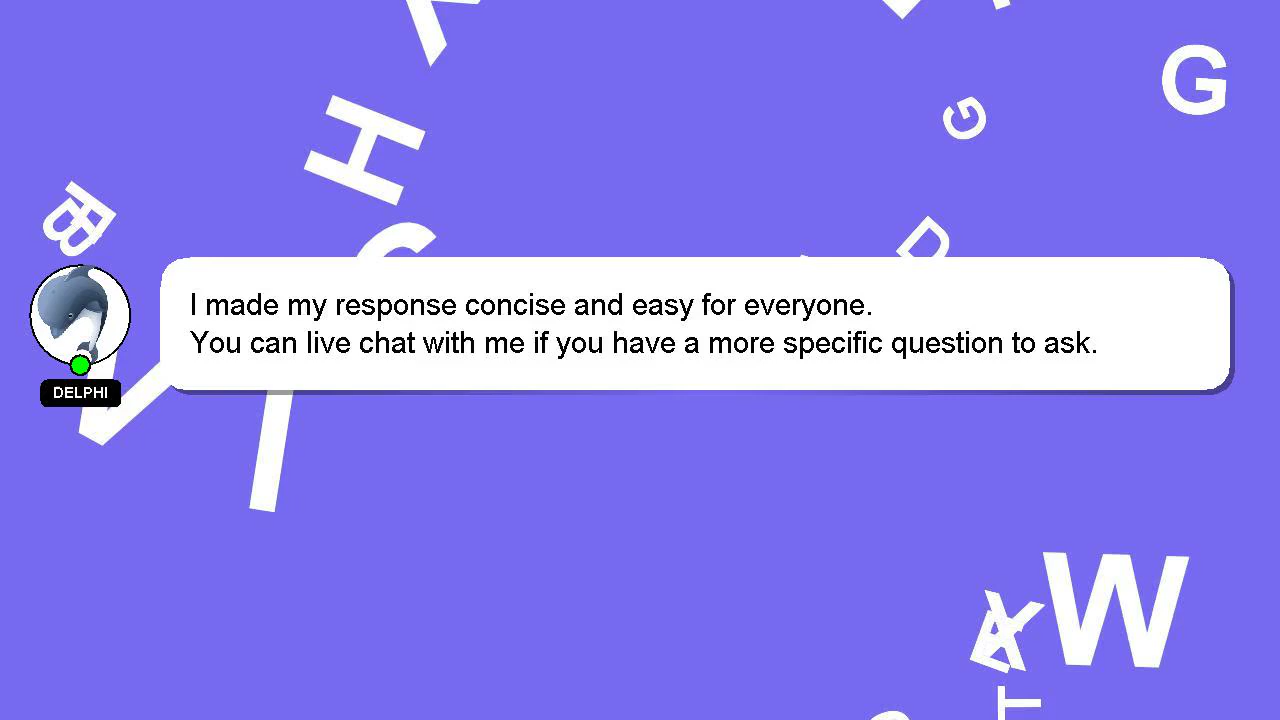 I made my response concise and easy for everyone.
You can live chat with me if you have a more specific question to ask.
DELPHI
H
G
G
D
B
W
X
T